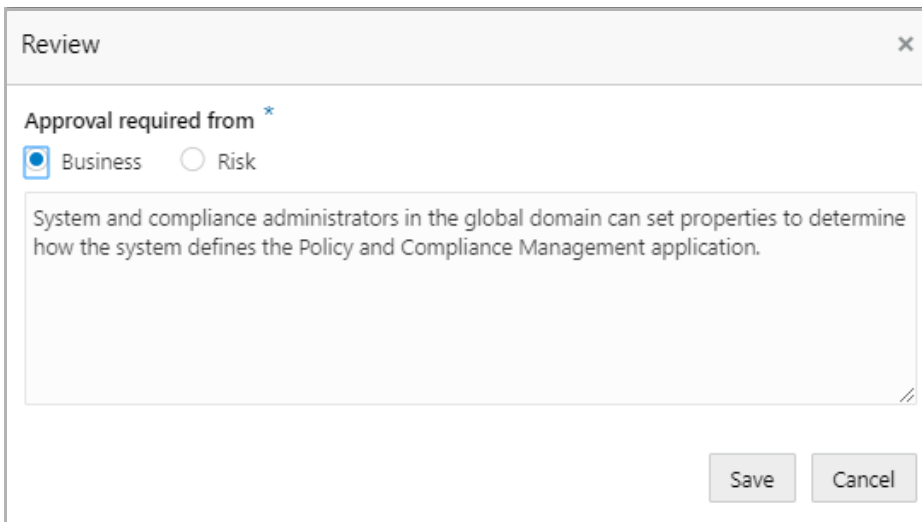 Review ×
Approval required from *
Business Risk
System and compliance administrators in the global domain can set properties to determine
how the system defines the Policy and Compliance Management application.
Save Cancel